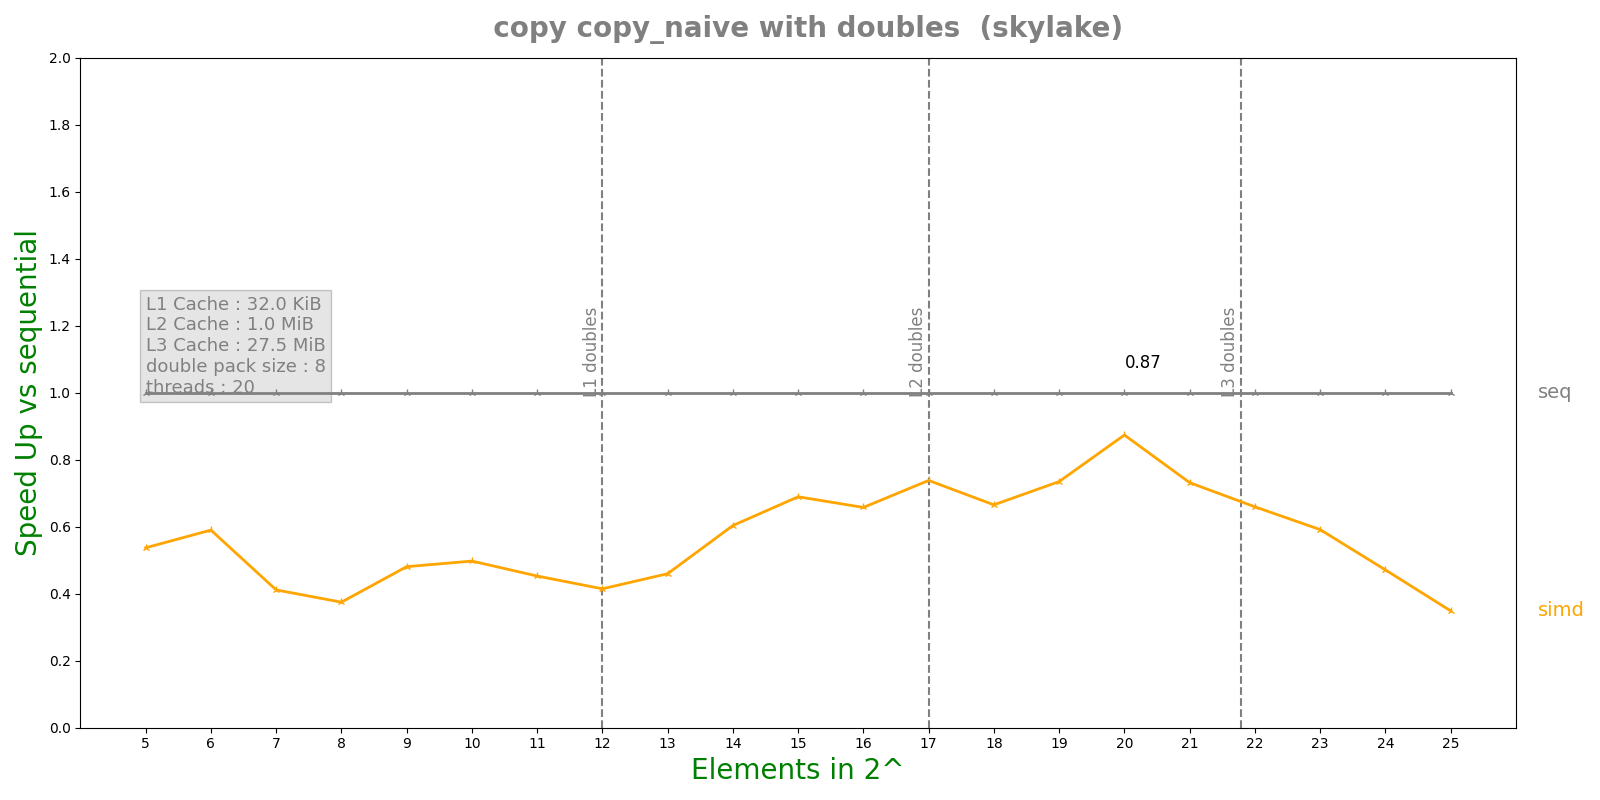 copy copy_naive with doubles  (skylake)
Speed Up vs sequential
2.0
1.8
1.6
1.4
1.2
1.0
0.8
0.6
0.4
0.2
0.0
L1 Cache : 32.0 KiB
L2 Cache : 1.0 MiB
L3 Cache : 27.5 MiB
double pack size : 8
threads : 20
L1 doubles
L2 doubles
L3 doubles
0.87
seq
simd
5 6 7 8 9 10 11 12 13 14 15 16 17 18 19 20 21 22 23 24 25
Elements in 2^